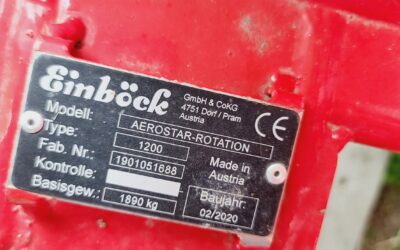 Einböck
GmbH & CoKG
4751 Dorf / Pram
Austria
CE
Modell: AEROSTAR-ROTATION
Type: 1200
Fab. Nr.: 1901051688
Made in
Austria
Kontrolle:
Basisgew.: 1890 kg
Baujahr:
02/2020